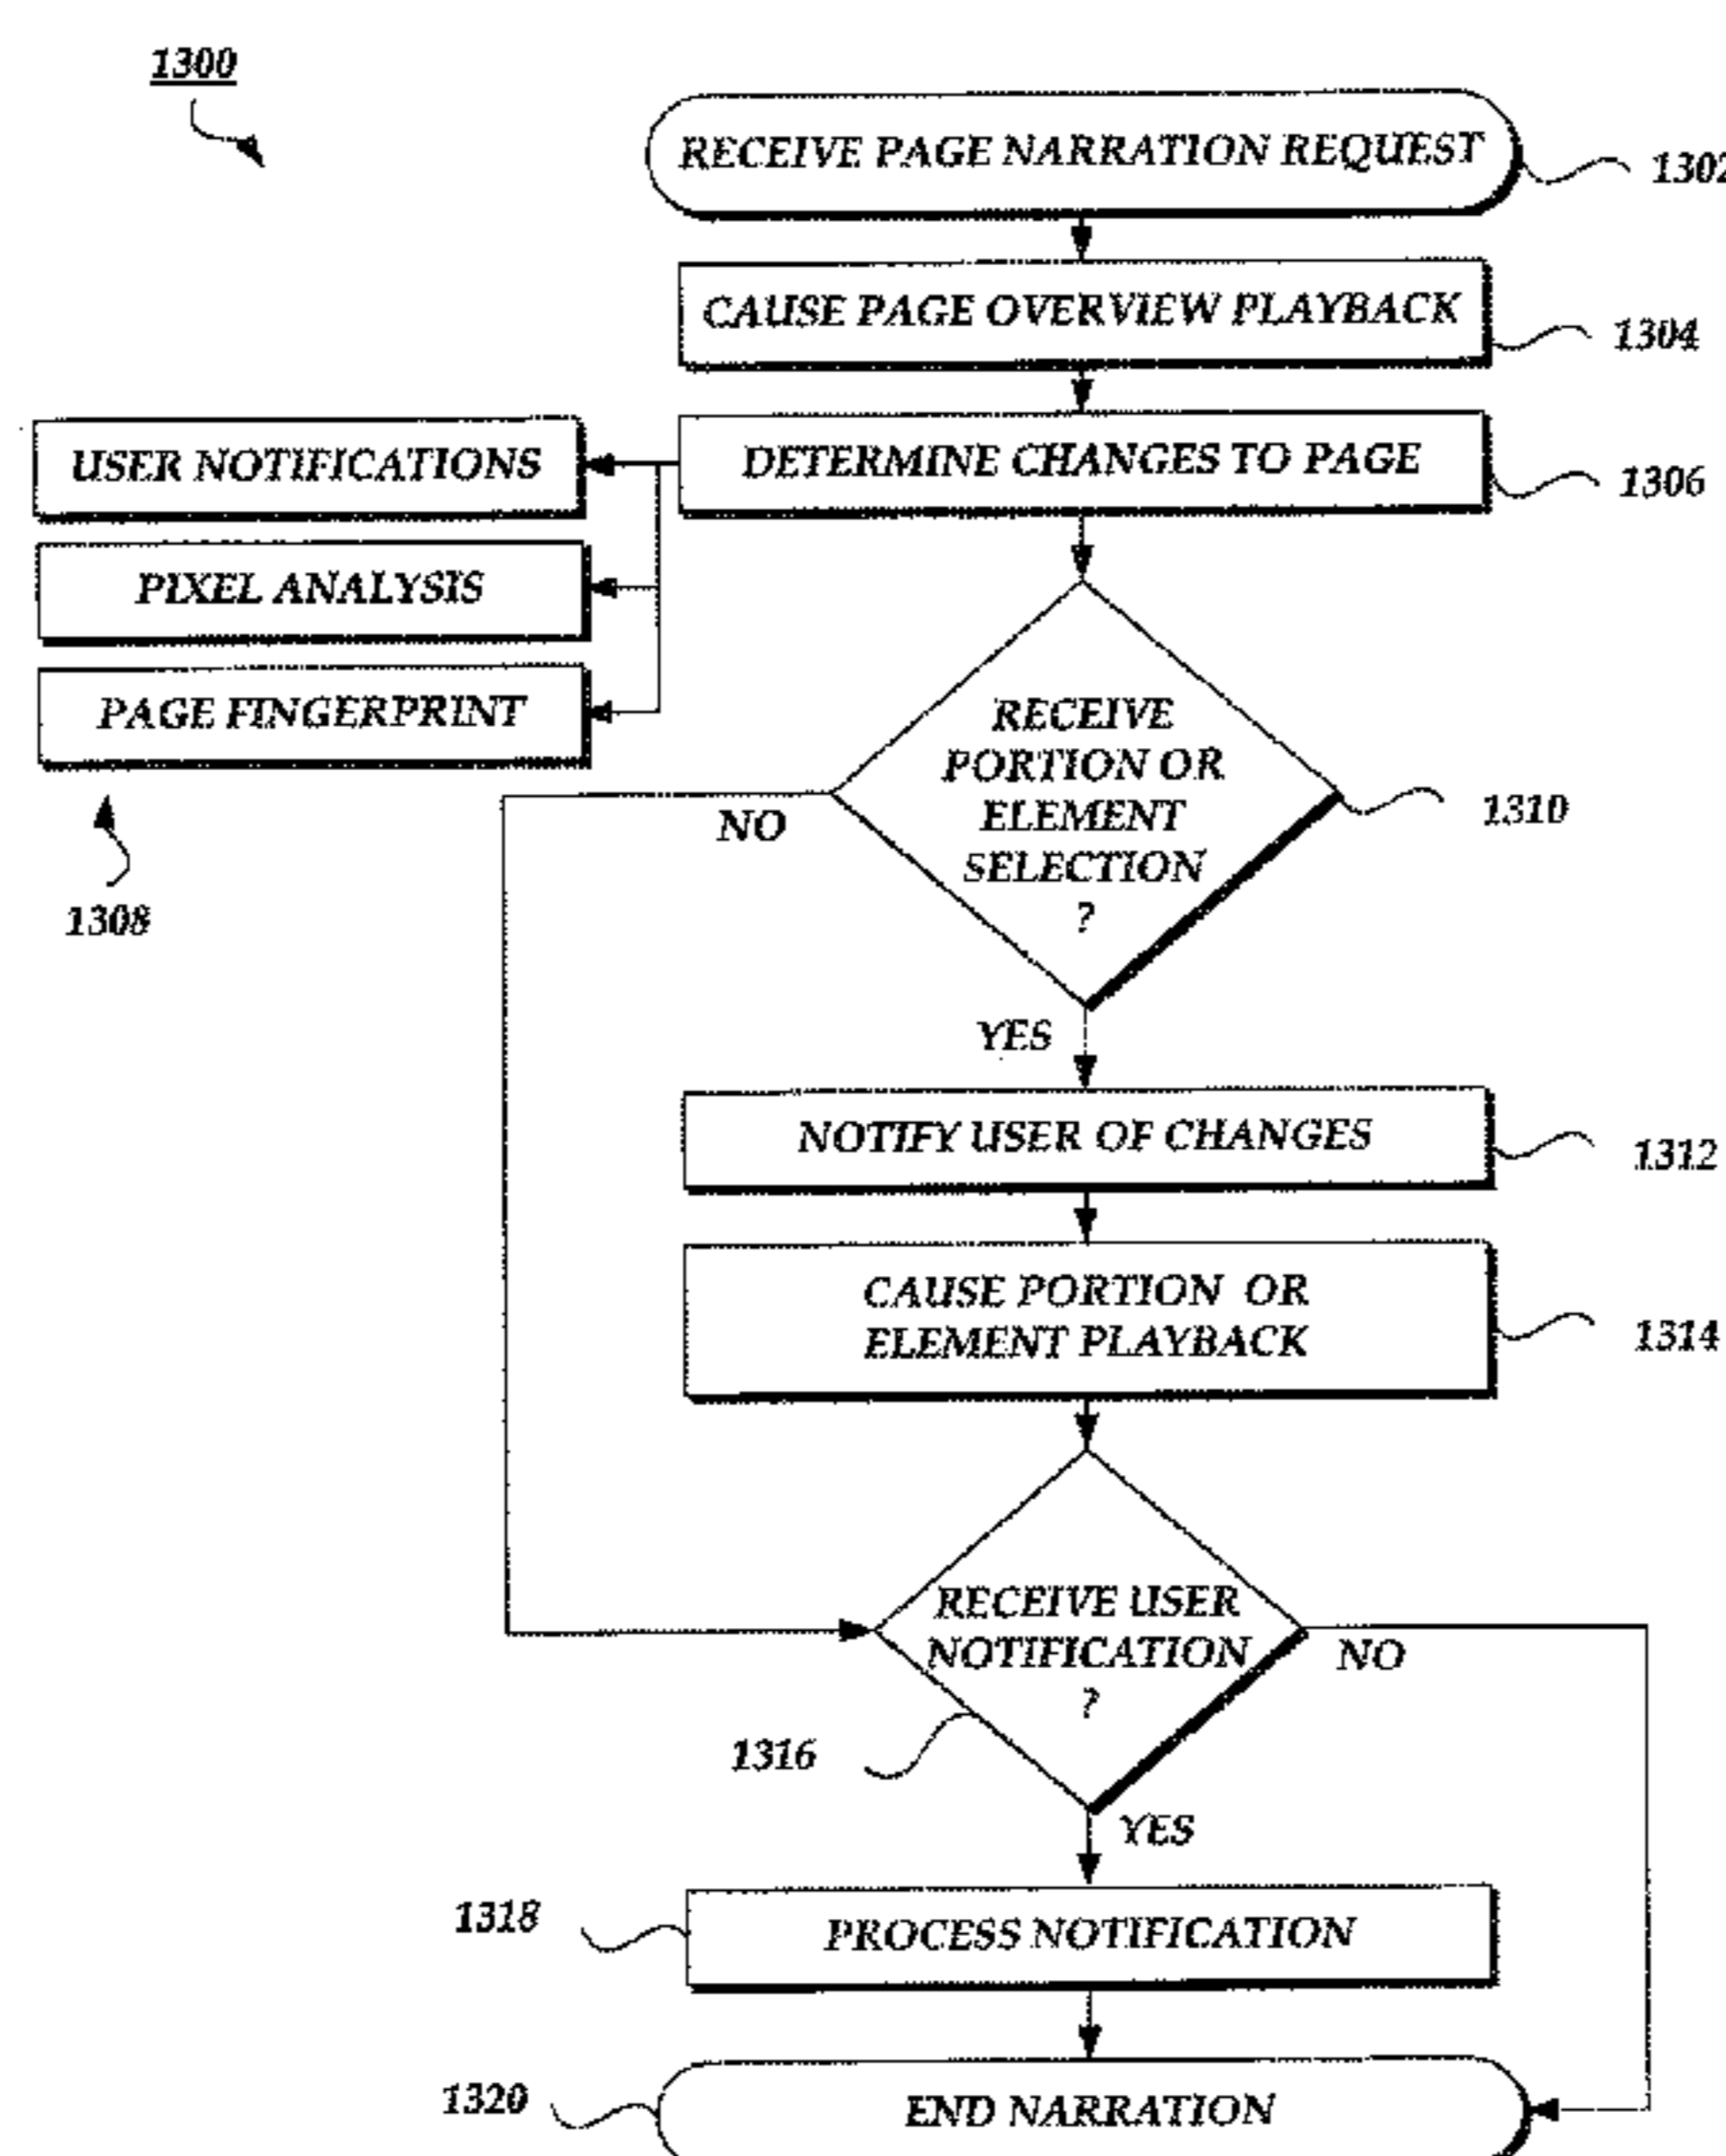 1300
RECEIVE PAGE NARRATION REQUEST
1302
CAUSE PAGE OVERVIEW PLAYBACK
1304
DETERMINE CHANGES TO PAGE
1306
USER NOTIFICATIONS
PIXEL ANALYSIS
PAGE FINGERPRINT
1308
RECEIVE
PORTION OR
ELEMENT
SELECTION
?
1310
NO
YES
NOTIFY USER OF CHANGES
1312
CAUSE PORTION OR
ELEMENT PLAYBACK
1314
RECEIVE USER
NOTIFICATION
?
NO
1316
YES
1318
PROCESS NOTIFICATION
1320
END NARRATION